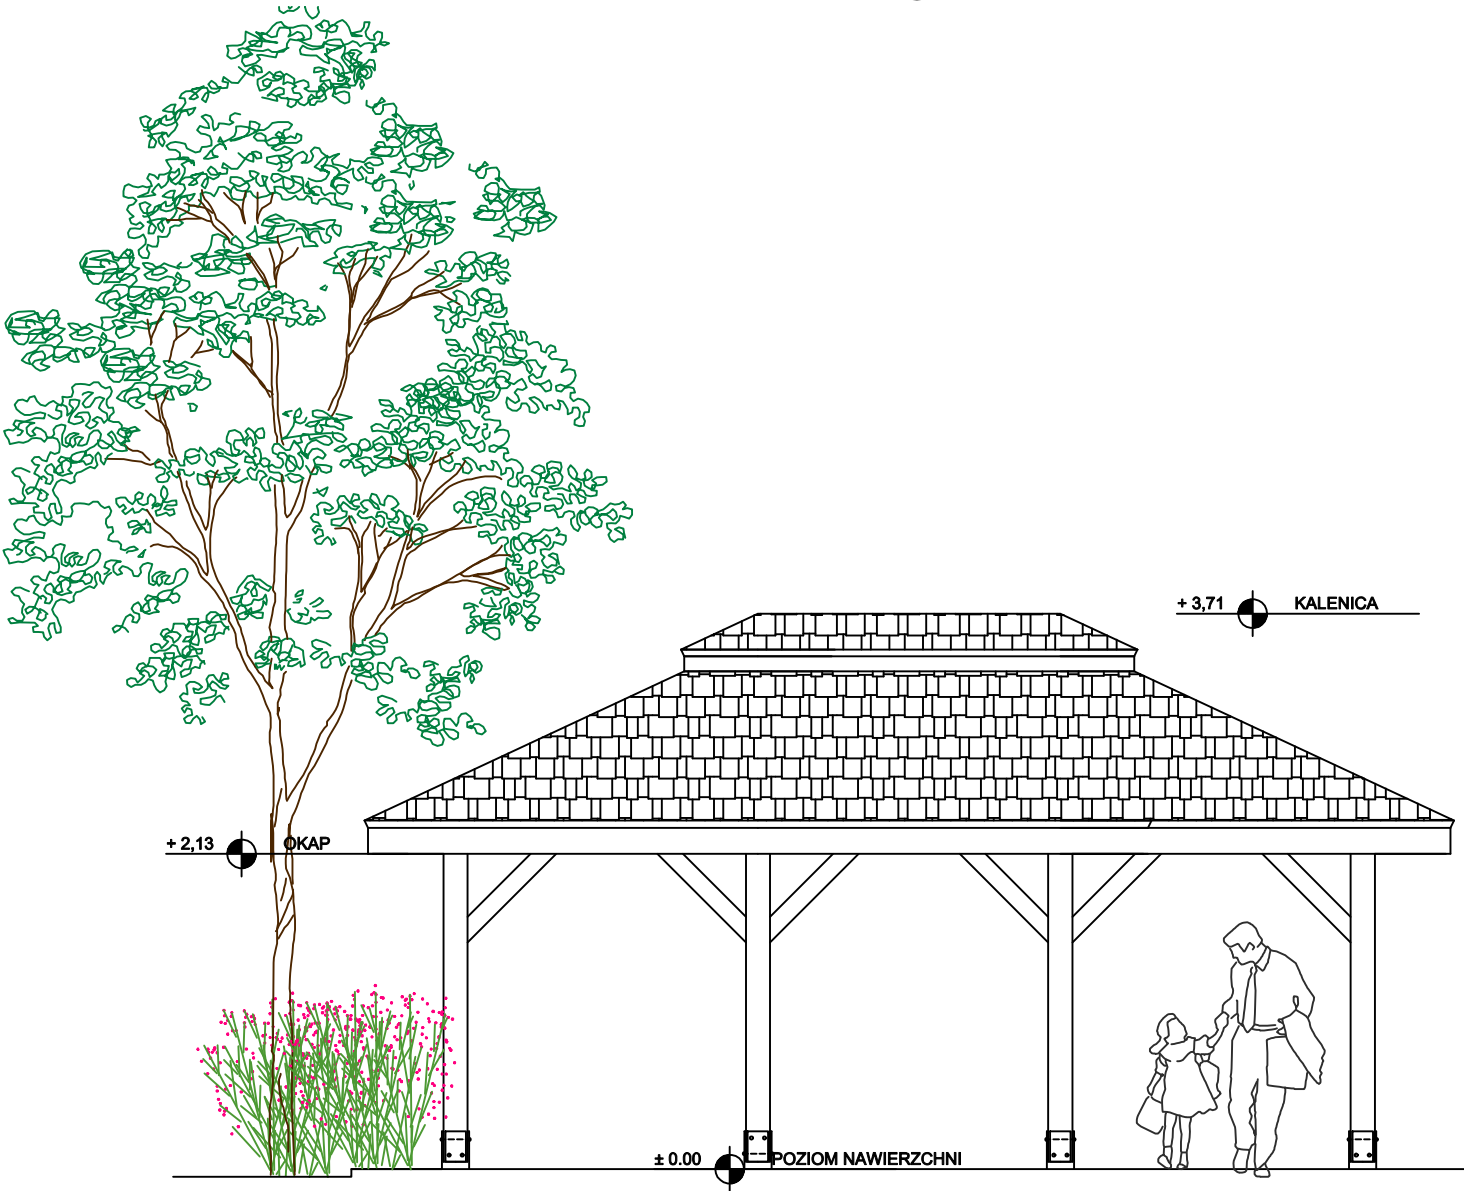 + 3,71 KALENICA
+ 2,13 OKAP
± 0.00 POZIOM NAWIERZCHNI